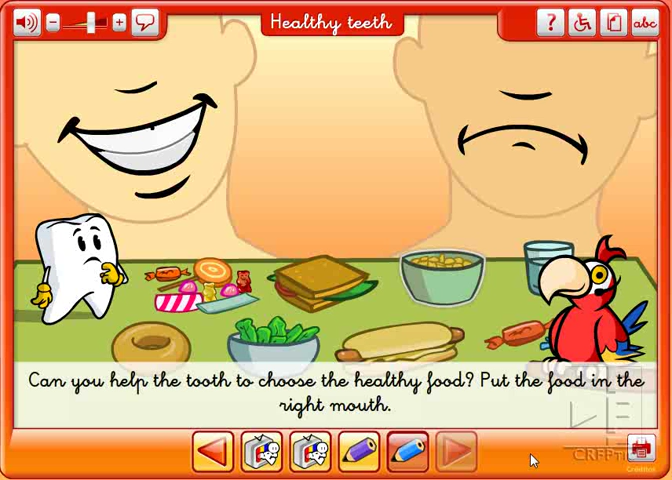 Healthy teeth
?
abc
Can you help the tooth to choose the healthy food? Put the food in the
right mouth.